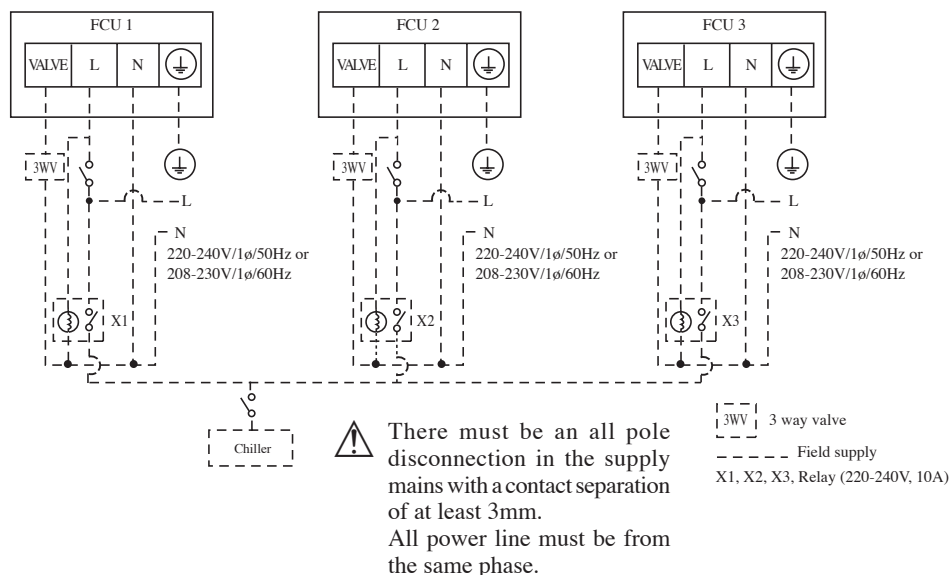 FCU 1
FCU 2
FCU 3
VALVE L N
VALVE L N
VALVE L N
3WV
3WV
3WV
L
L
L
N
N
N
220-240V/1ø/50Hz or
208-230V/1ø/60Hz
220-240V/1ø/50Hz or
208-230V/1ø/60Hz
220-240V/1ø/50Hz or
208-230V/1ø/60Hz
X1
X2
X3
Chiller
There must be an all pole
disconnection in the supply
mains with a contact separation
of at least 3mm.
All power line must be from
the same phase.
3WV 3 way valve
Field supply
X1, X2, X3, Relay (220-240V, 10A)